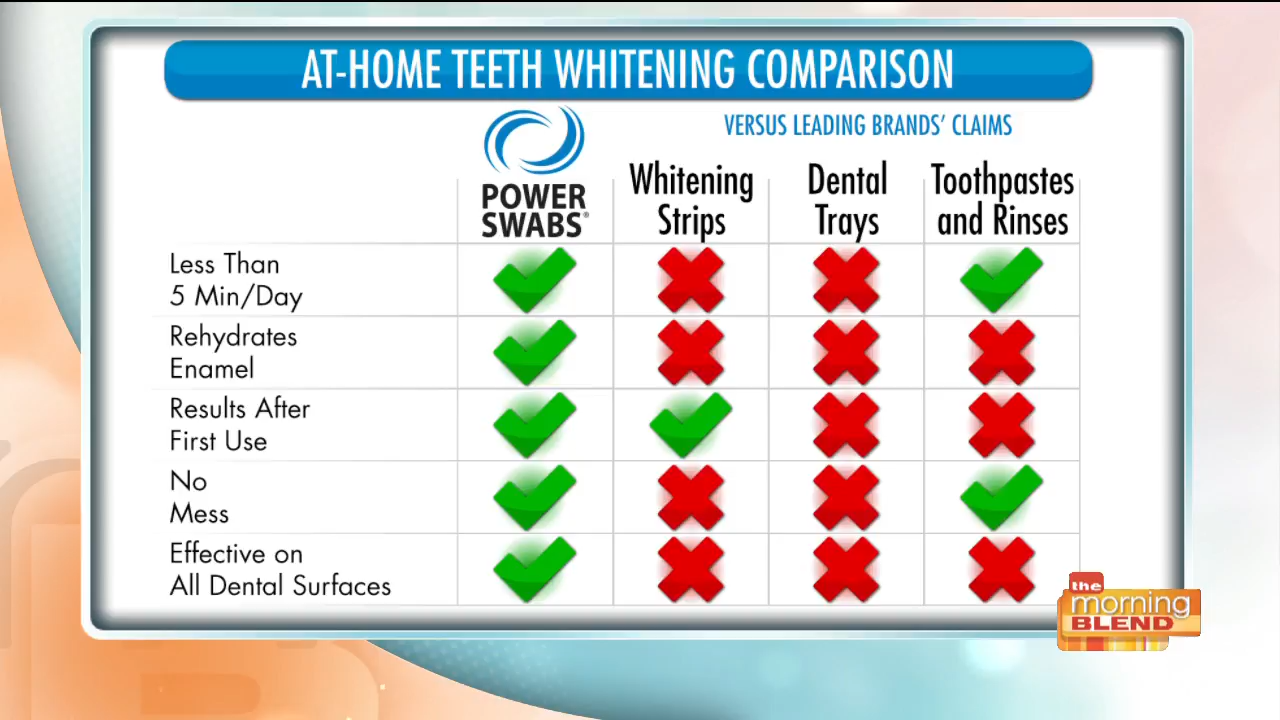 AT-HOME TEETH WHITENING COMPARISON
VERSUS LEADING BRANDS' CLAIMS
POWER
SWABS®
Whitening
Strips
Dental
Trays
Toothpastes
and Rinses
Less Than
5 Min/Day
Rehydrates
Enamel
Results After
First Use
No
Mess
Effective on
All Dental Surfaces
the
morning
BLEND